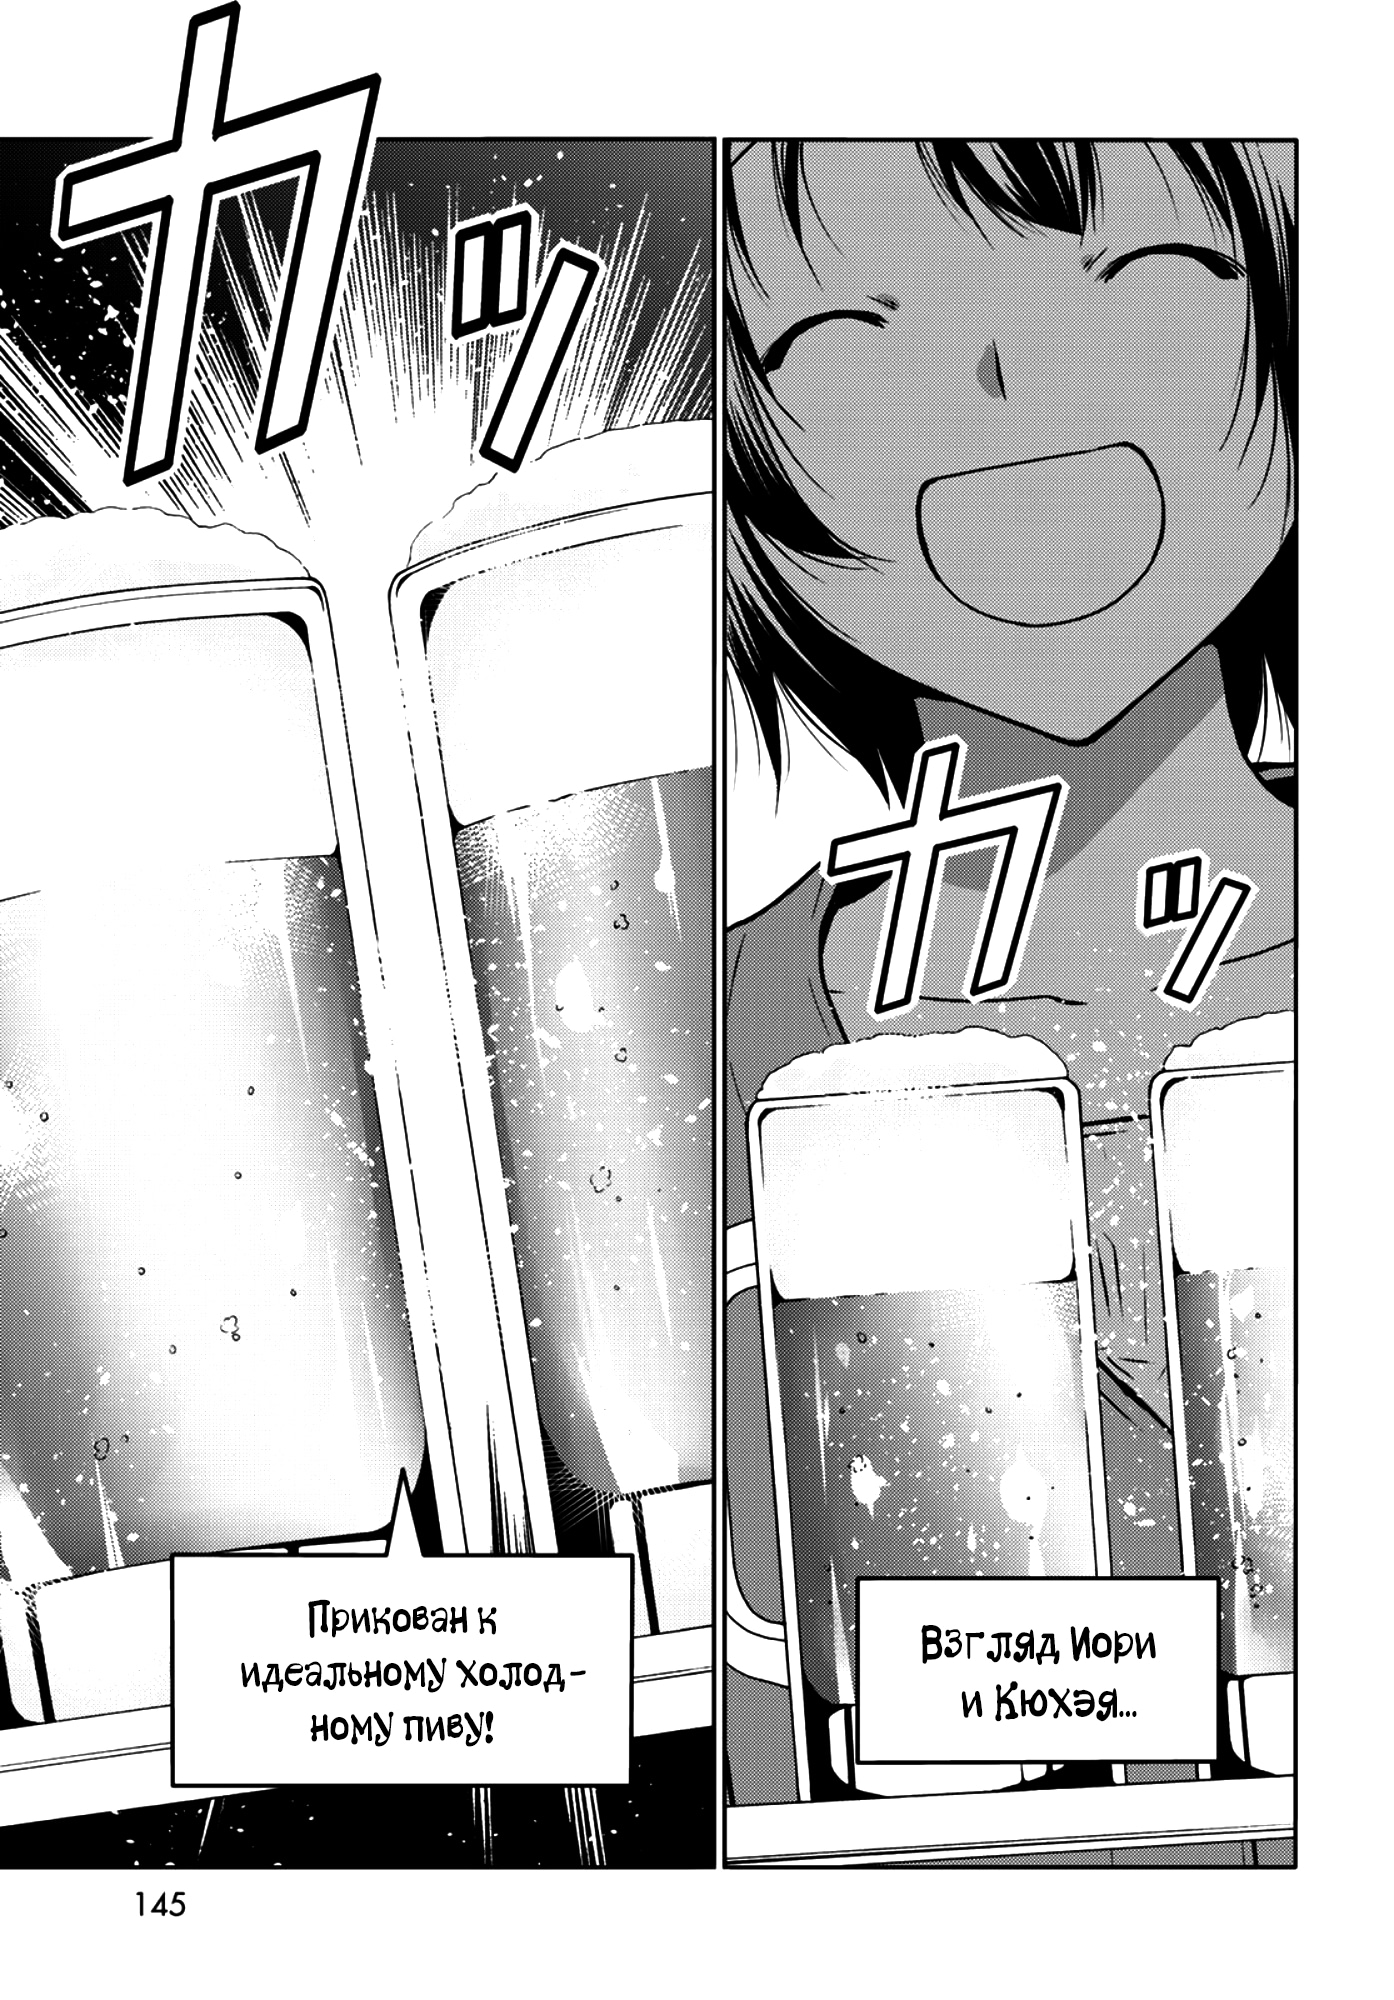 カッ
Взгляд Иори
и Кюхэя...
カッ
Прикован к
идеальному холод-
ному пиву!
145